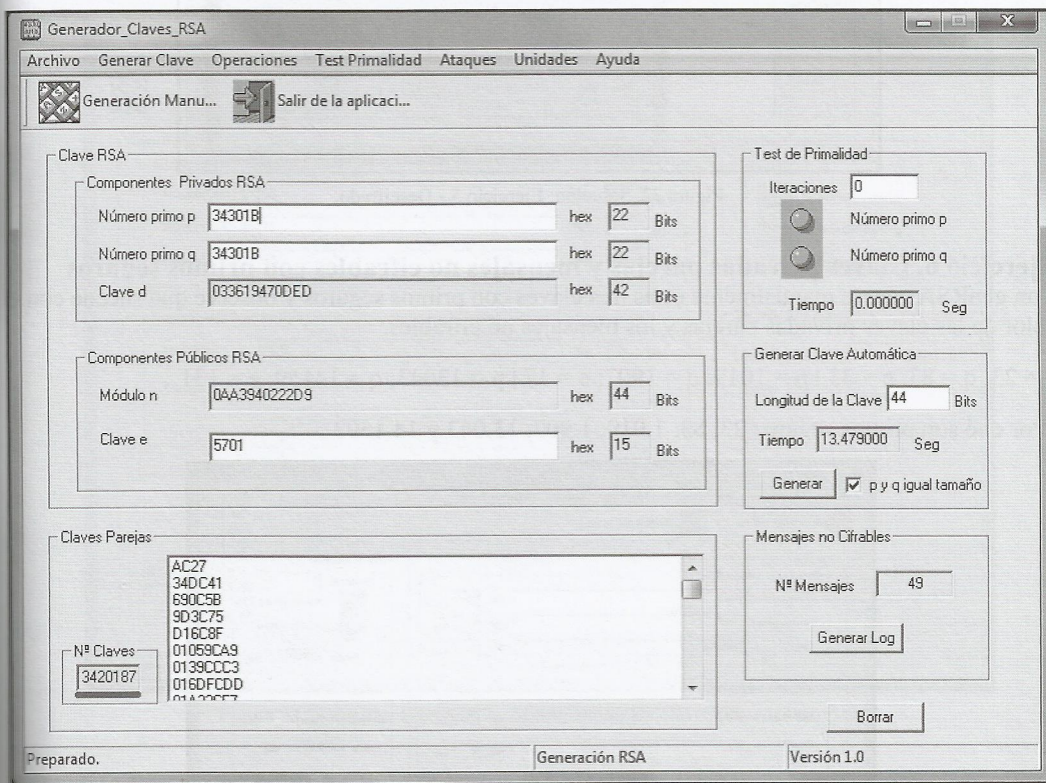 Generador_Claves_RSA
Archivo Generar Clave Operaciones Test Primalidad Ataques Unidades Ayuda
Generación Manu... Salir de la aplicaci...
Clave RSA
Componentes Privados RSA
Número primo p 34301B hex 22 Bits
Número primo q 34301B hex 22 Bits
Clave d 033619470DED hex 42 Bits
Componentes Públicos RSA
Módulo n 0AA3940222D9 hex 44 Bits
Clave e 5701 hex 15 Bits
Test de Primalidad
Iteraciones 0
Número primo p
Número primo q
Tiempo 0.000000 Seg
Generar Clave Automática
Longitud de la Clave 44 Bits
Tiempo 13.479000 Seg
Generar p y q igual tamaño
Claves Parejas
AC27
34DC41
690C5B
9D3C75
D16C8F
01059CA9
0139CCC3
016DFCDD
Nº Claves
3420187
Mensajes no Cifrables
Nº Mensajes 49
Generar Log
Borrar
Preparado. Generación RSA Versión 1.0